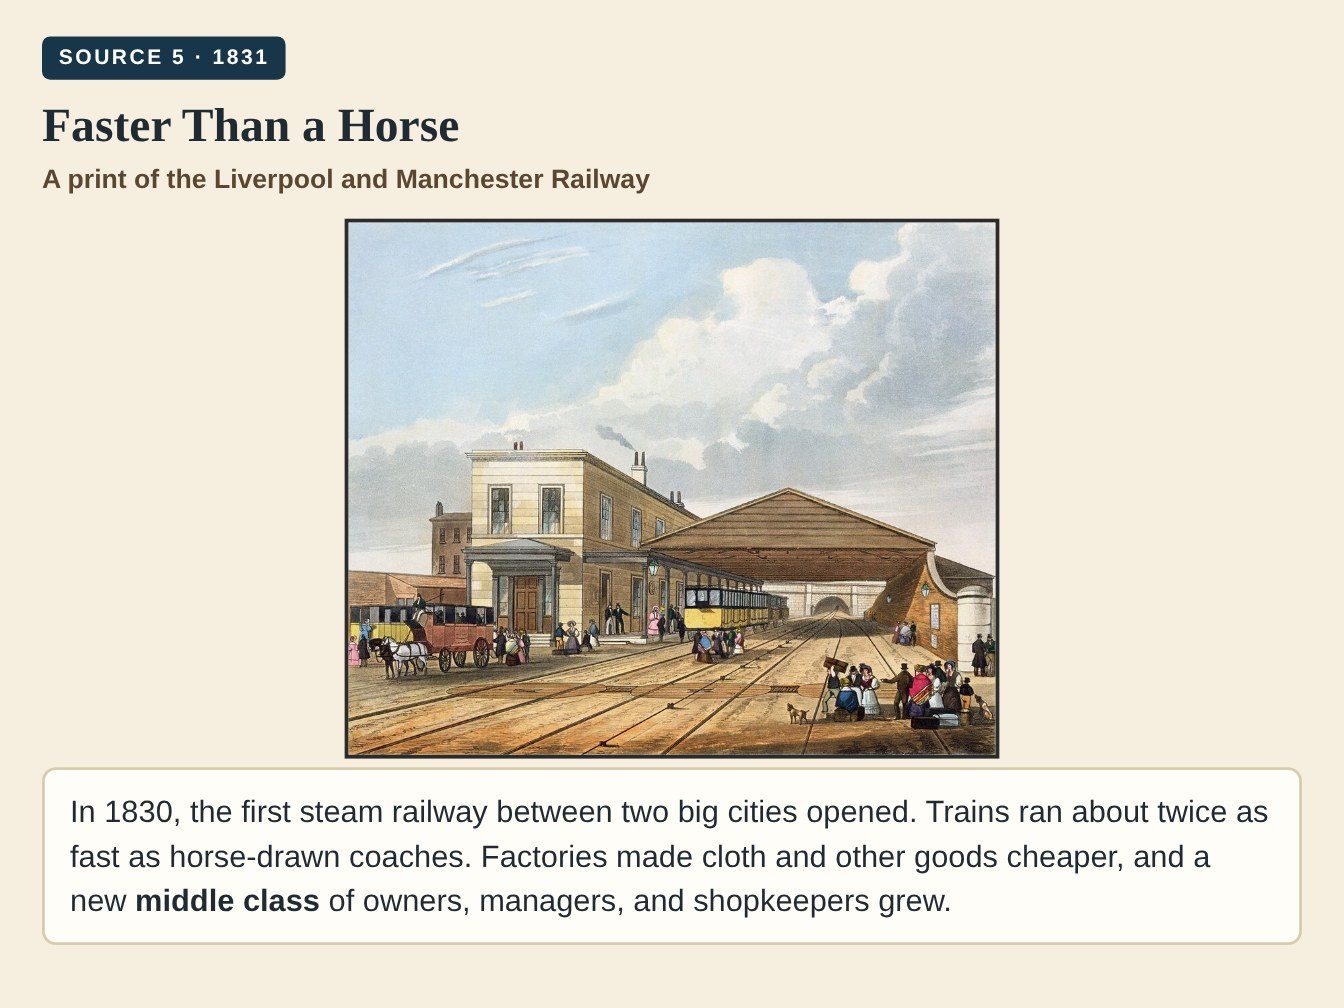 SOURCE 5 · 1831
Faster Than a Horse
A print of the Liverpool and Manchester Railway
In 1830, the first steam railway between two big cities opened. Trains ran about twice as
fast as horse-drawn coaches. Factories made cloth and other goods cheaper, and a
new middle class of owners, managers, and shopkeepers grew.